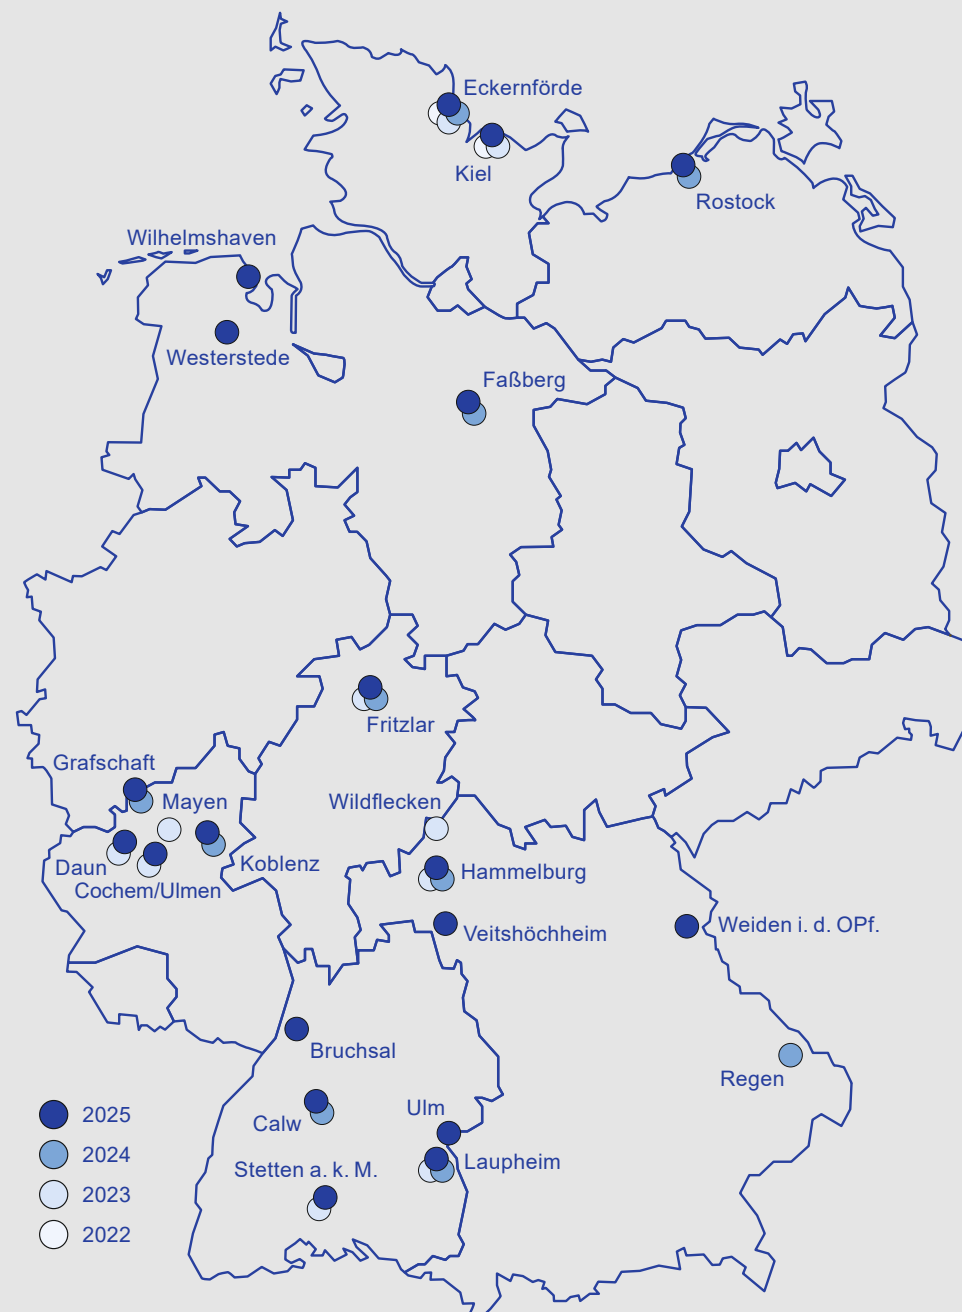 Eckernförde
Kiel
Rostock
Wilhelmshaven
Westerstede
Faßberg
Fritzlar
Grafschaft
Mayen
Wildflecken
Daun
Koblenz
Cochem/Ulmen
Hammelburg
Veitshöchheim
Weiden i. d. OPf.
Bruchsal
Regen
Calw
Ulm
Laupheim
Stetten a. k. M.
2025
2024
2023
2022